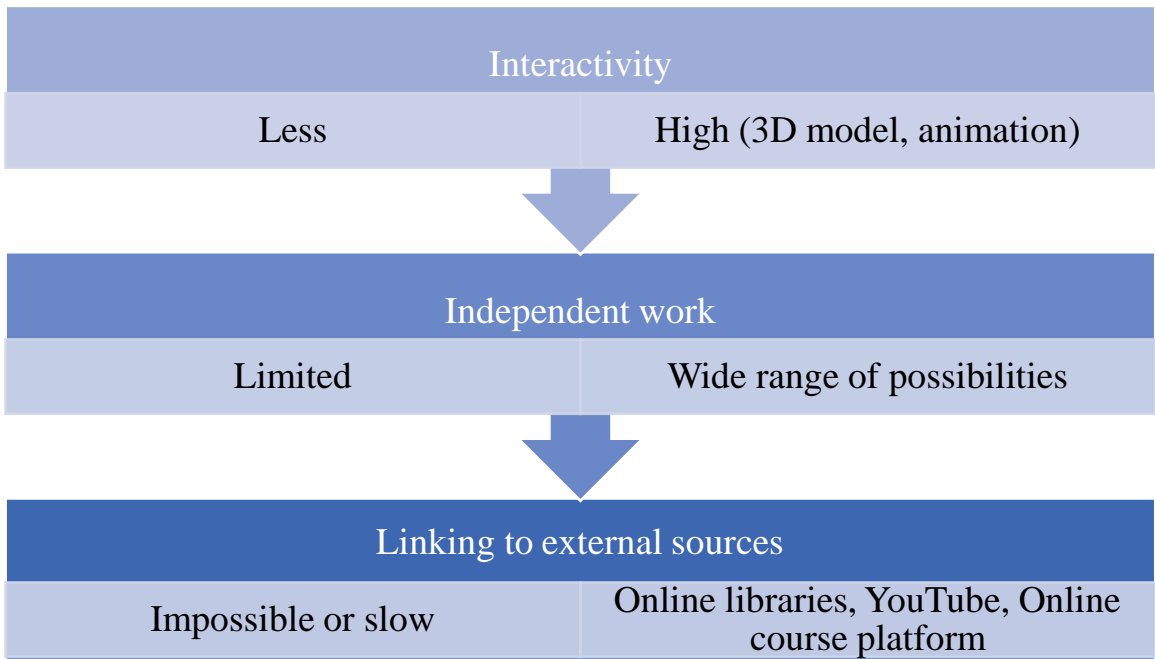 Interactivity
Less
High (3D model, animation)
Independent work
Limited
Wide range of possibilities
Linking to external sources
Impossible or slow
Online libraries, YouTube, Online
course platform